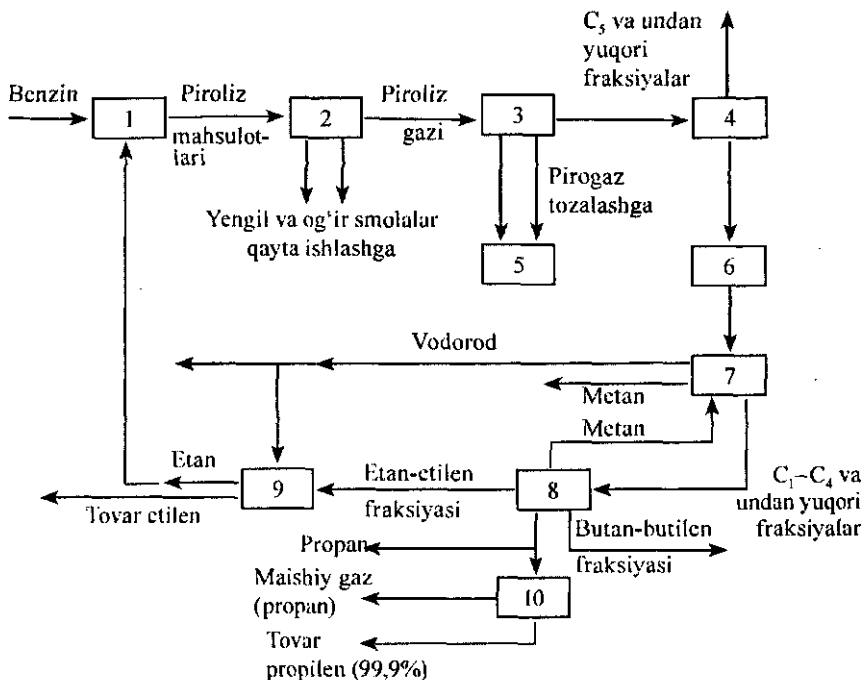 C₅ va undan
yuqori
fraksiyalar
Benzin
1
Piroliz
mahsulot-
lari
2
Piroliz
gazi
3
4
Yengil va og‘ir smolalar
qayta ishlashga
Pirogaz
tozalashga
5
6
Vodorod
7
Metan
Metan
Etan
9
Etan-etilen
fraksiyasi
8
C₁–C₄ va
undan yuqori
fraksiyalar
Tovar etilen
Butan-butilen
fraksiyasi
Propan
Maishiy gaz
(propan)
10
Tovar
propilen (99,9%)